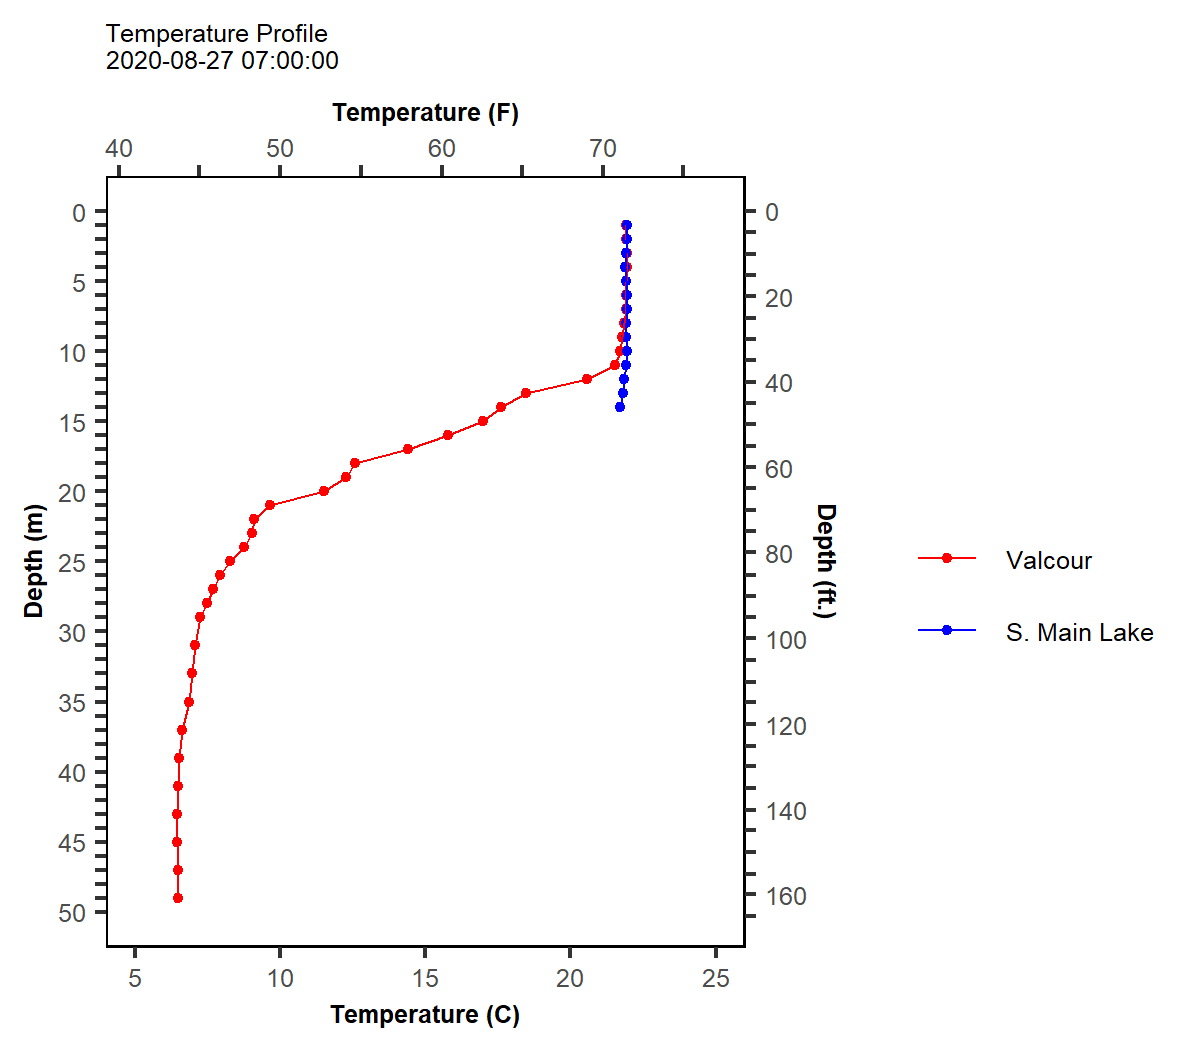 Temperature Profile
2020-08-27 07:00:00
Temperature (F)
40 50 60 70
0
5
10
15
20
25
30
35
40
45
50
Depth (m)
0
20
40
60
80
100
120
140
160
Depth (ft.)
Valcour
S. Main Lake
5 10 15 20 25
Temperature (C)